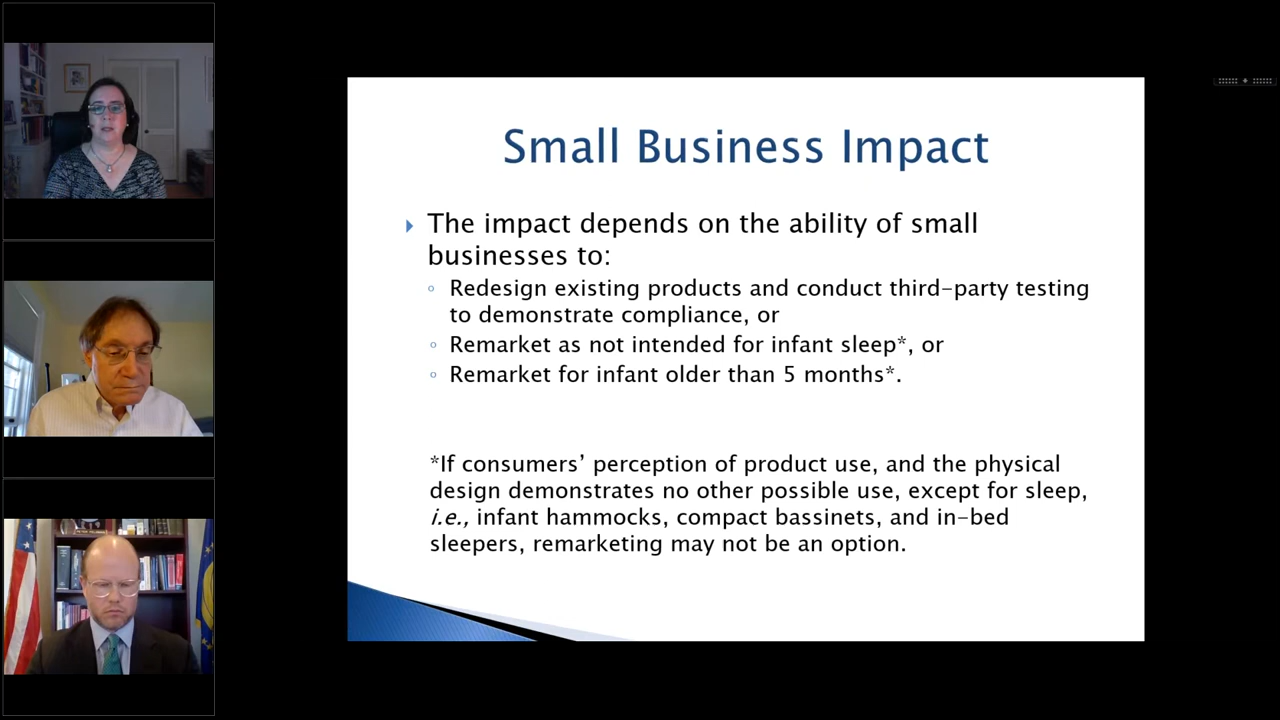 Small Business Impact
The impact depends on the ability of small
businesses to:
Redesign existing products and conduct third-party testing
to demonstrate compliance, or
Remarket as not intended for infant sleep*, or
Remarket for infant older than 5 months*.
*If consumers’ perception of product use, and the physical
design demonstrates no other possible use, except for sleep,
i.e., infant hammocks, compact bassinets, and in-bed
sleepers, remarketing may not be an option.